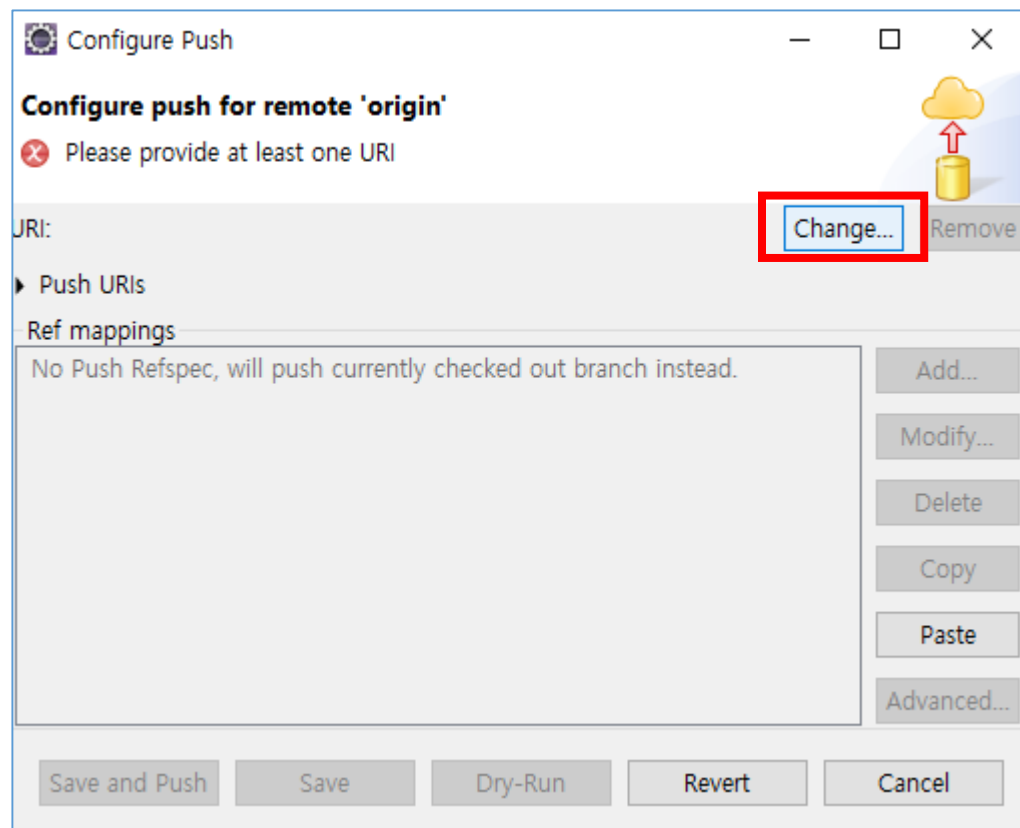 Configure Push
Configure push for remote 'origin'
Please provide at least one URI
URI:
Change...
Remove
Push URIs
Ref mappings
No Push Refspec, will push currently checked out branch instead.
Add...
Modify...
Delete
Copy
Paste
Advanced...
Save and Push
Save
Dry-Run
Revert
Cancel